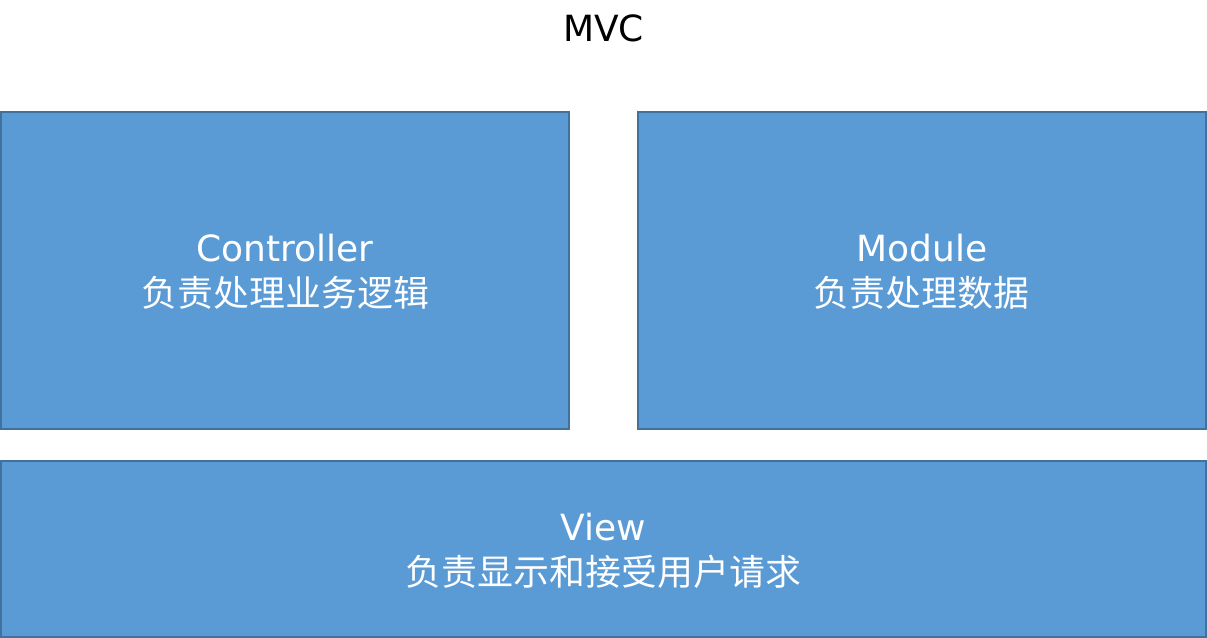 MVC
Controller
负责处理业务逻辑
Module
负责处理数据
View
负责显示和接受用户请求